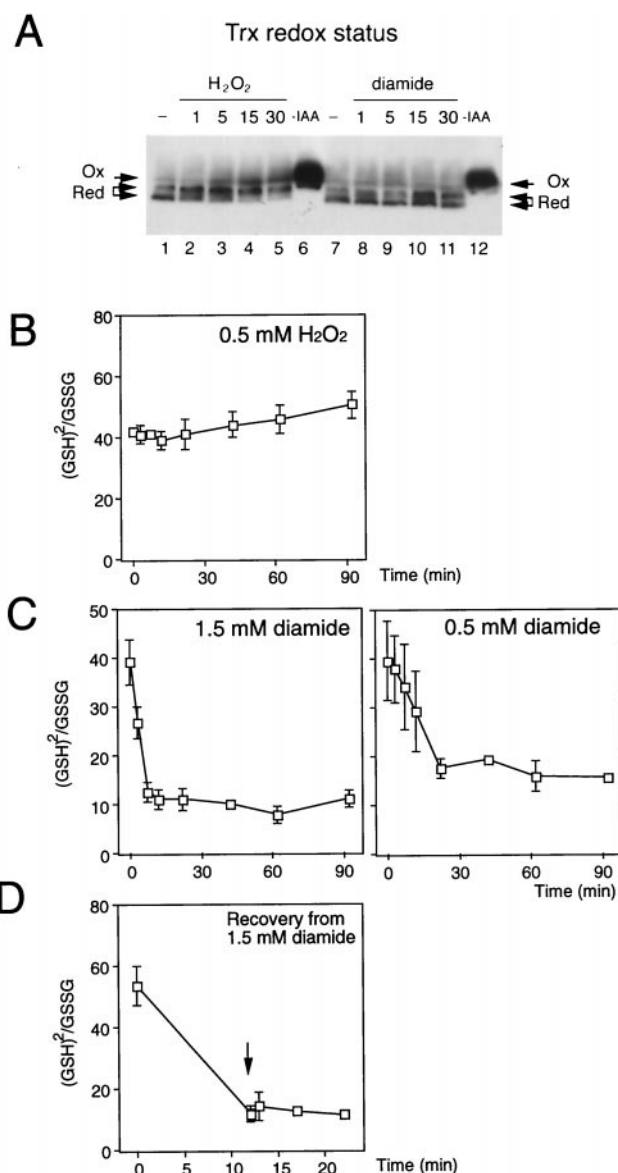 A
Trx redox status
H₂O₂ diamide
– 1 5 15 30 -IAA – 1 5 15 30 -IAA
Ox Ox
Red Red
1 2 3 4 5 6 7 8 9 10 11 12
B
0.5 mM H₂O₂
(GSH)²/GSSG
80
60
40
20
0
0 30 60 90 Time (min)
C
1.5 mM diamide 0.5 mM diamide
(GSH)²/GSSG
50
40
30
20
10
0
0 30 60 90 0 30 60 90
Time (min)
D
Recovery from
1.5 mM diamide
(GSH)²/GSSG
80
60
40
20
0
0 5 10 15 20 Time (min)